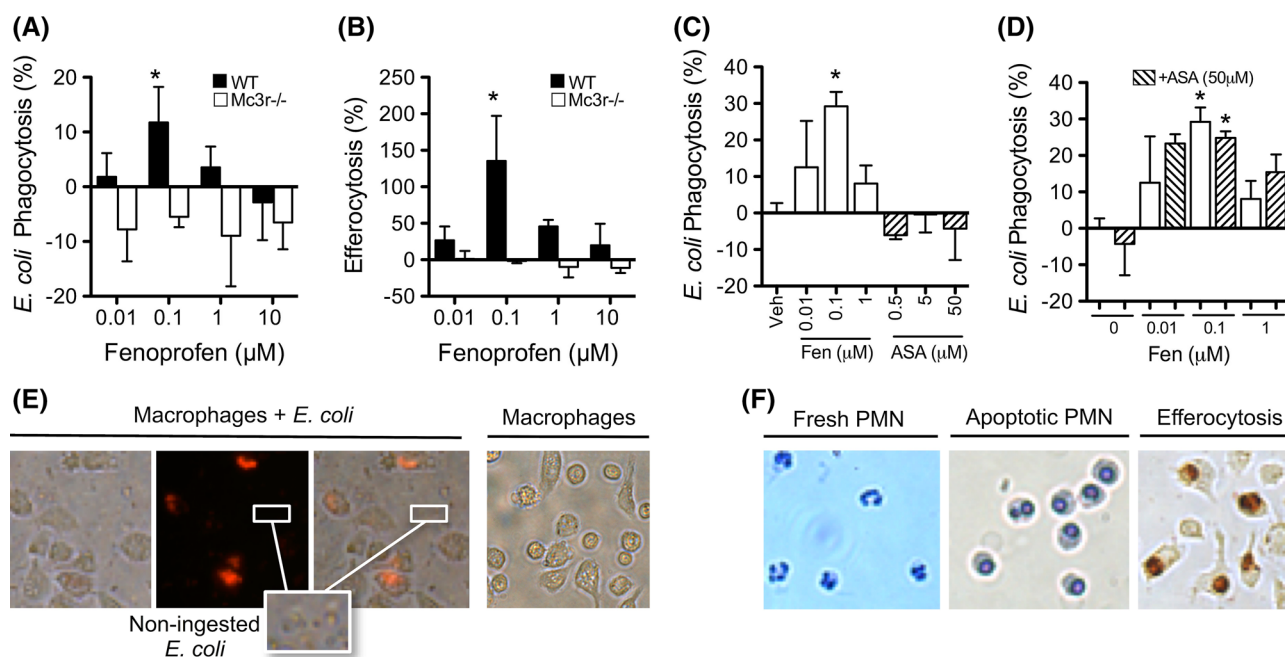 (A)
E. coli Phagocytosis (%)
20
10
0
-10
-20
*
WT
Mc3r-/-
0.01 0.1 1 10
Fenoprofen (µM)
(B)
Efferocytosis (%)
250
200
150
100
50
0
-50
*
WT
Mc3r-/-
0.01 0.1 1 10
Fenoprofen (µM)
(C)
E. coli Phagocytosis (%)
40
30
20
10
0
-10
-20
*
Veh 0.01 0.1 1 0.5 5 50
Fen (µM) ASA (µM)
(D)
E. coli Phagocytosis (%)
40
30
20
10
0
-10
-20
+ASA (50µM)
* *
0 0.01 0.1 1
Fen (µM)
(E)
Macrophages + E. coli
Macrophages
Non-ingested
E. coli
(F)
Fresh PMN
Apoptotic PMN
Efferocytosis